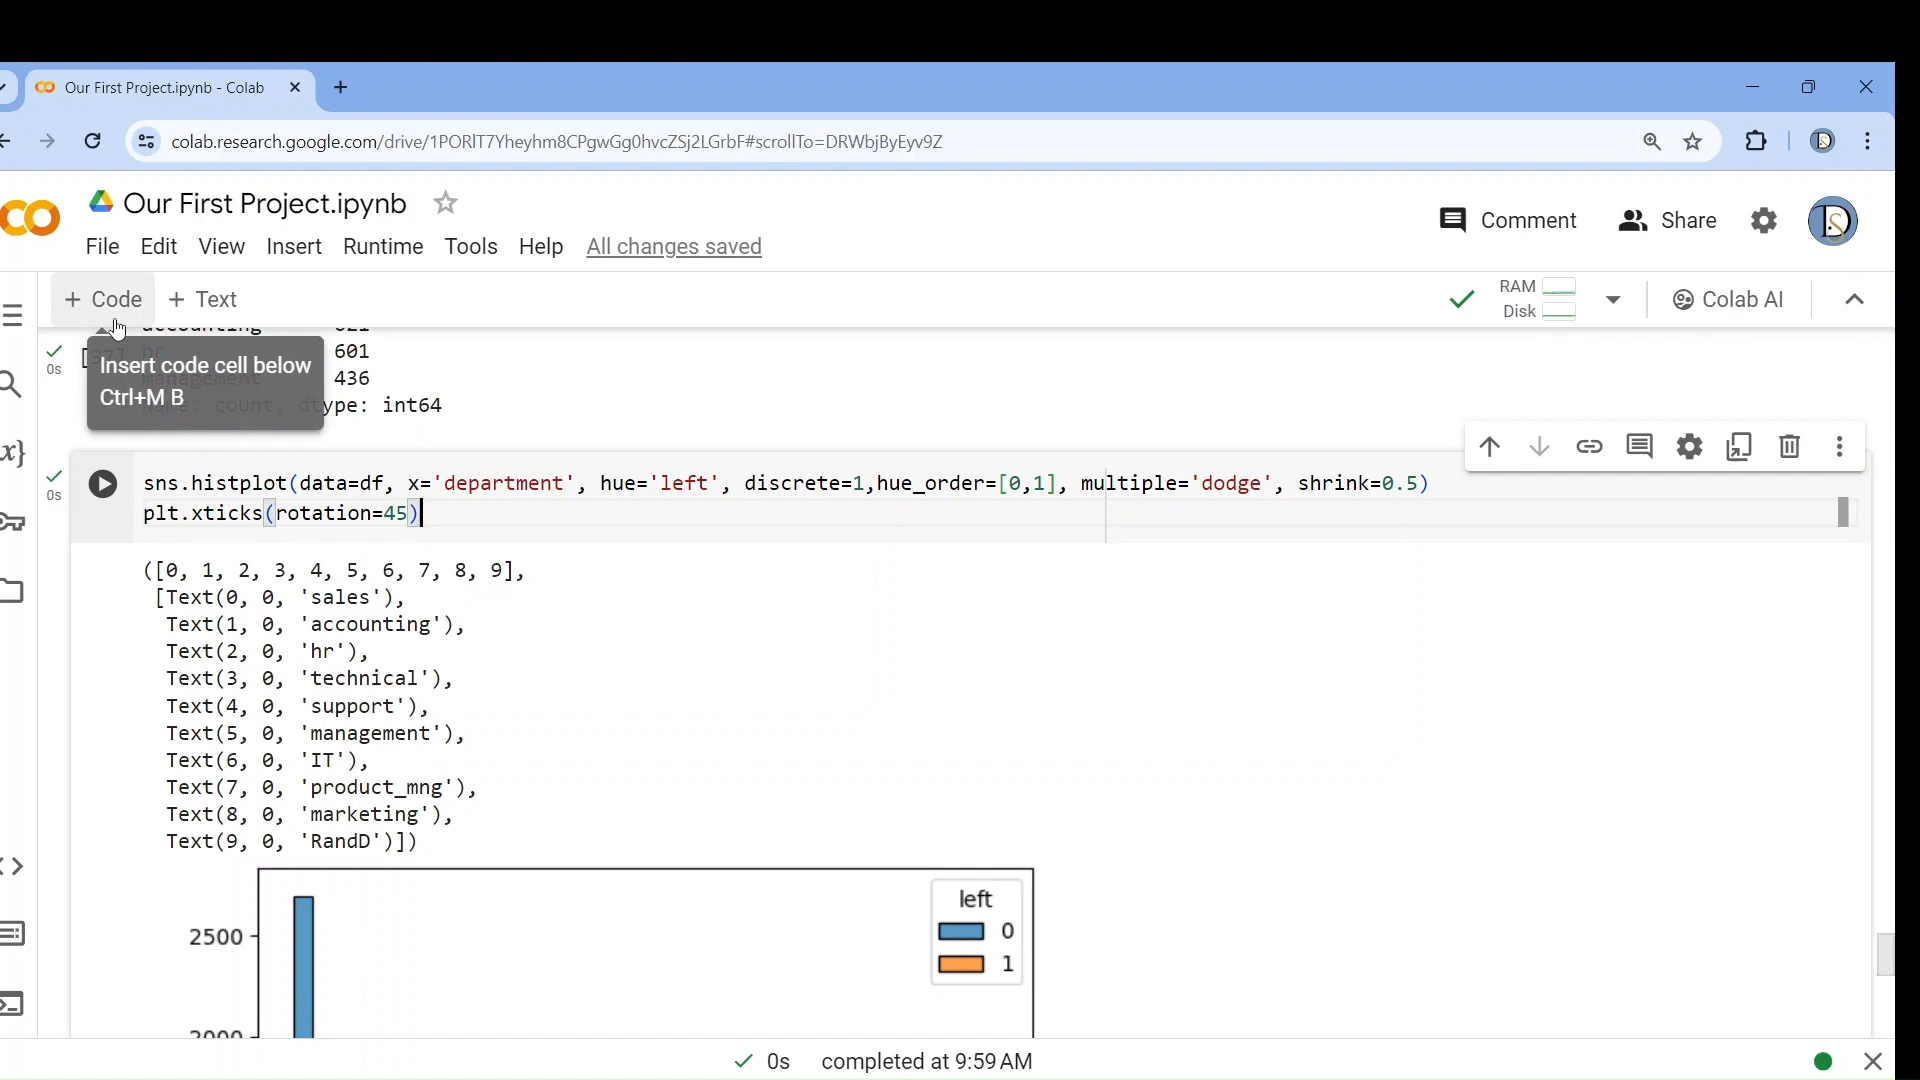 Our First Project.ipynb - Colab
colab.research.google.com/drive/1PORIT7Yheyhm8CPgwGg0hvcZSj2LGrbF#scrollTo=DRWbjByEyv9Z
Our First Project.ipynb
Comment
Share
File Edit View Insert Runtime Tools Help All changes saved
+ Code + Text
RAM
Disk
Colab AI
hr 601
management 436
Name: count, dtype: int64
0s
Insert code cell below
Ctrl+M B
0s
sns.histplot(data=df, x='department', hue='left', discrete=1,hue_order=[0,1], multiple='dodge', shrink=0.5)
plt.xticks(rotation=45)
([0, 1, 2, 3, 4, 5, 6, 7, 8, 9],
[Text(0, 0, 'sales'),
Text(1, 0, 'accounting'),
Text(2, 0, 'hr'),
Text(3, 0, 'technical'),
Text(4, 0, 'support'),
Text(5, 0, 'management'),
Text(6, 0, 'IT'),
Text(7, 0, 'product_mng'),
Text(8, 0, 'marketing'),
Text(9, 0, 'RandD')])
left
0
1
2500
0s completed at 9:59 AM